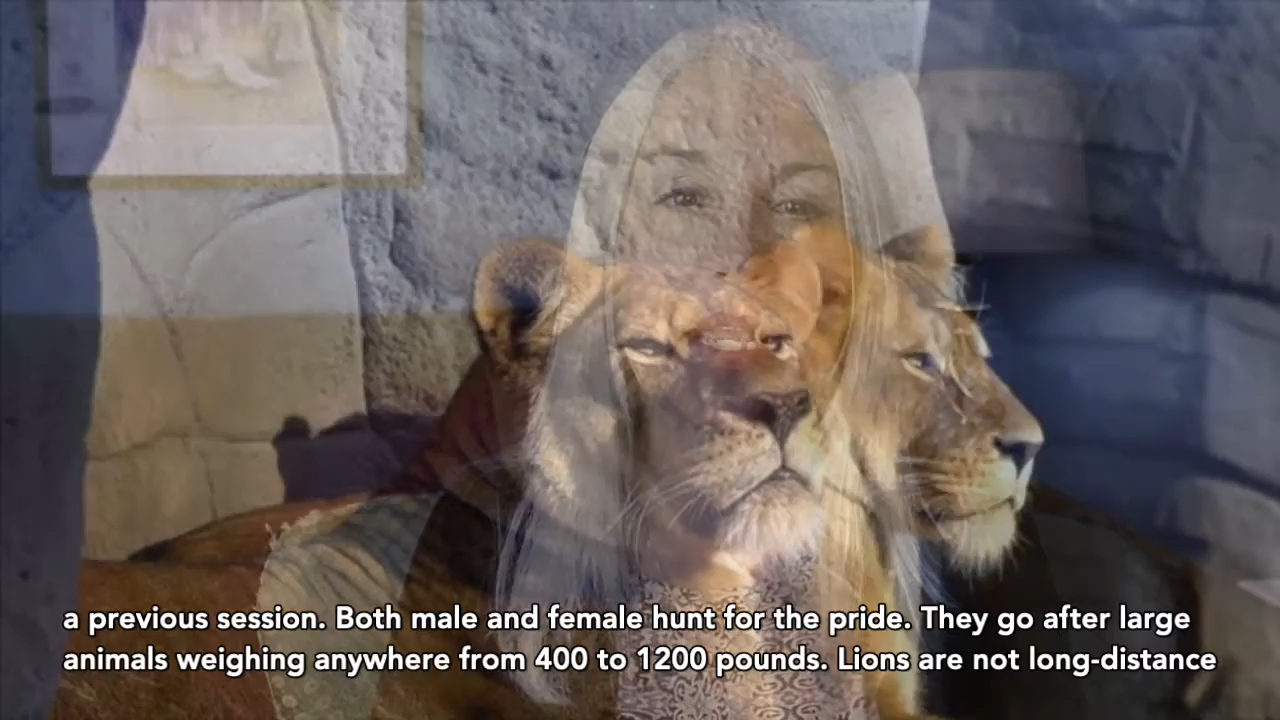 a previous session. Both male and female hunt for the pride. They go after large
animals weighing anywhere from 400 to 1200 pounds. Lions are not long-distance